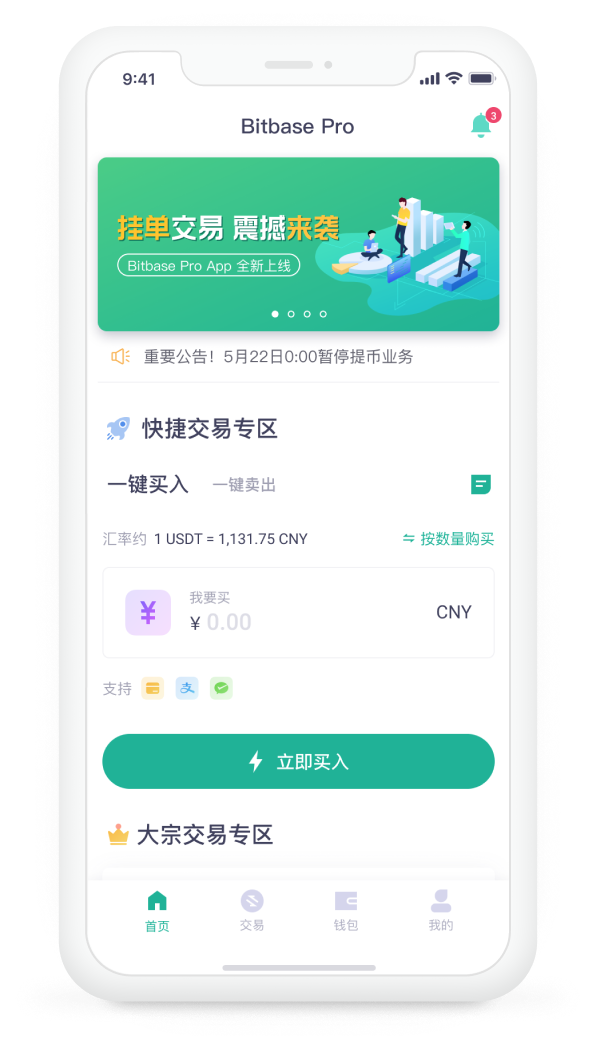 9:41
Bitbase Pro
3
挂单交易 震撼来袭
Bitbase Pro App 全新上线
重要公告！5月22日0:00暂停提币业务
快捷交易专区
一键买入 一键卖出
汇率约 1 USDT = 1,131.75 CNY ⇋ 按数量购买
¥
我要买
¥ 0.00
CNY
支持 支
立即买入
大宗交易专区
首页 交易 钱包 我的